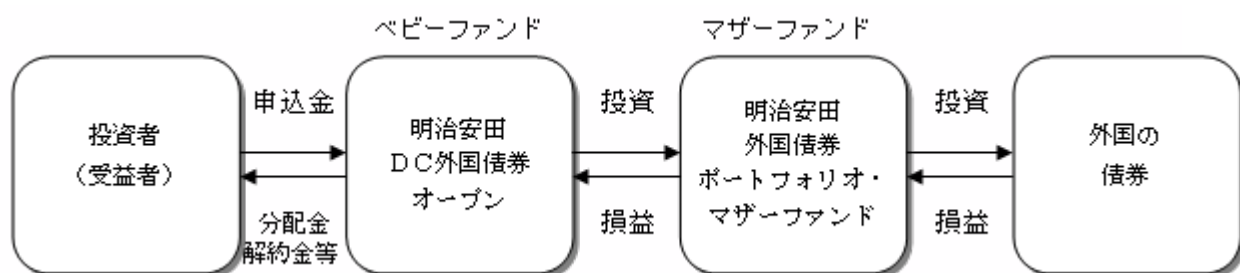 ベビーファンド
マザーファンド
投資者
(受益者)
申込金
分配金
解約金等
明治安田
DC外国債券
オープン
投資
損益
明治安田
外国債券
ポートフォリオ・
マザーファンド
投資
損益
外国の
債券